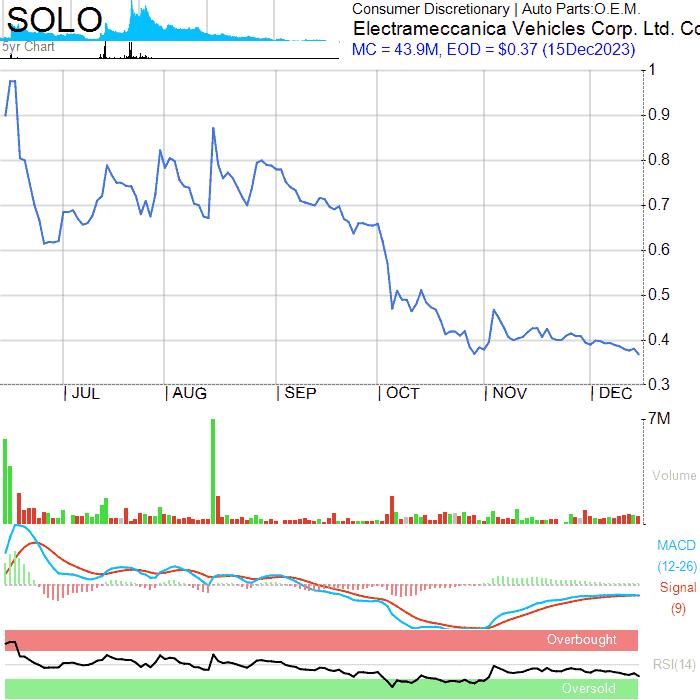 SOLO
5yr Chart
Consumer Discretionary | Auto Parts:O.E.M.
Electrameccanica Vehicles Corp. Ltd. Co
MC = 43.9M, EOD = $0.37 (15Dec2023)
1
0.9
0.8
0.7
0.6
0.5
0.4
0.3
JUL AUG SEP OCT NOV DEC
7M
Volume
MACD
(12-26)
Signal
(9)
Overbought
RSI(14)
Oversold